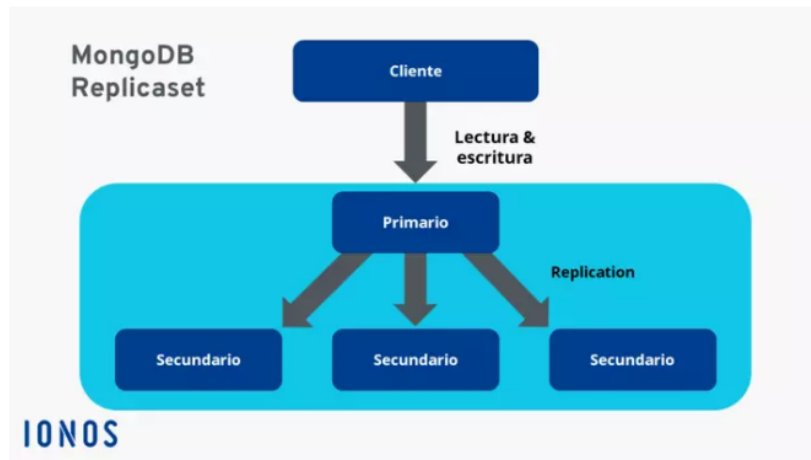 MongoDB
Replicaset
Cliente
Lectura &
escritura
Primario
Replication
Secundario
Secundario
Secundario
IONOS